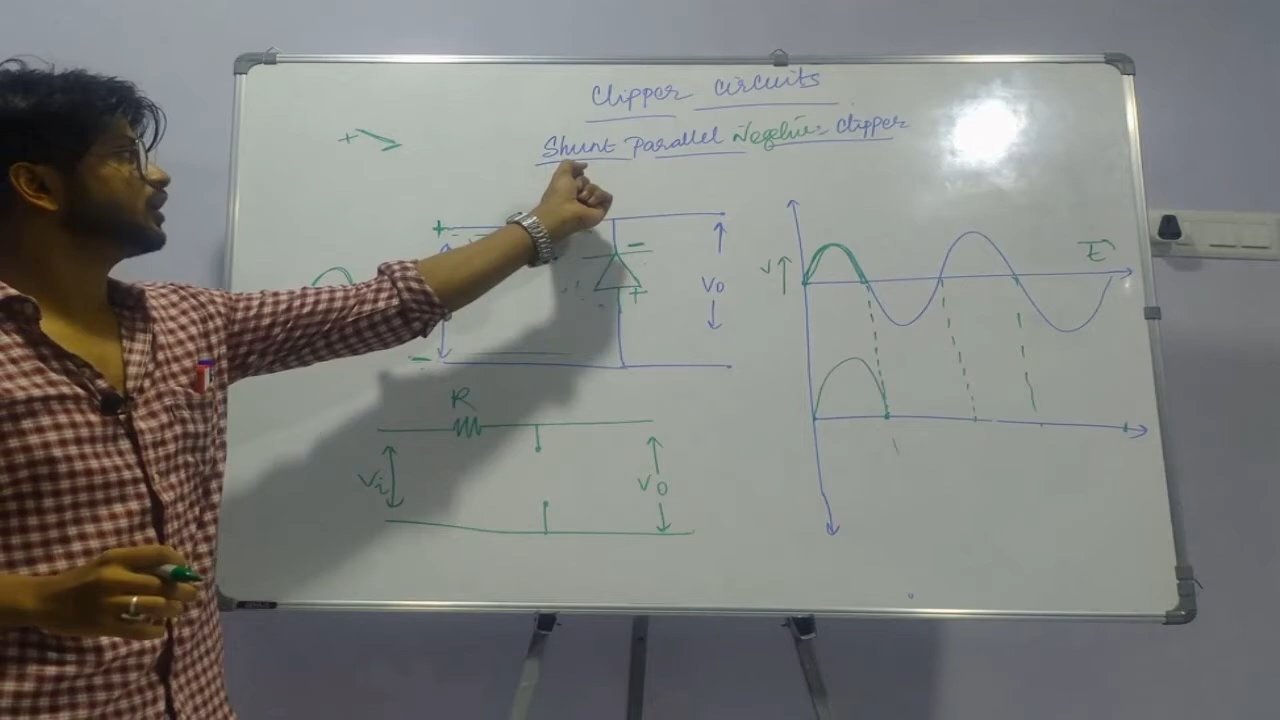 Clipper circuits
Shunt Parallel Negative clipper
+
+
-
+
-
Vo
V
E
R
Vi
Vo
-